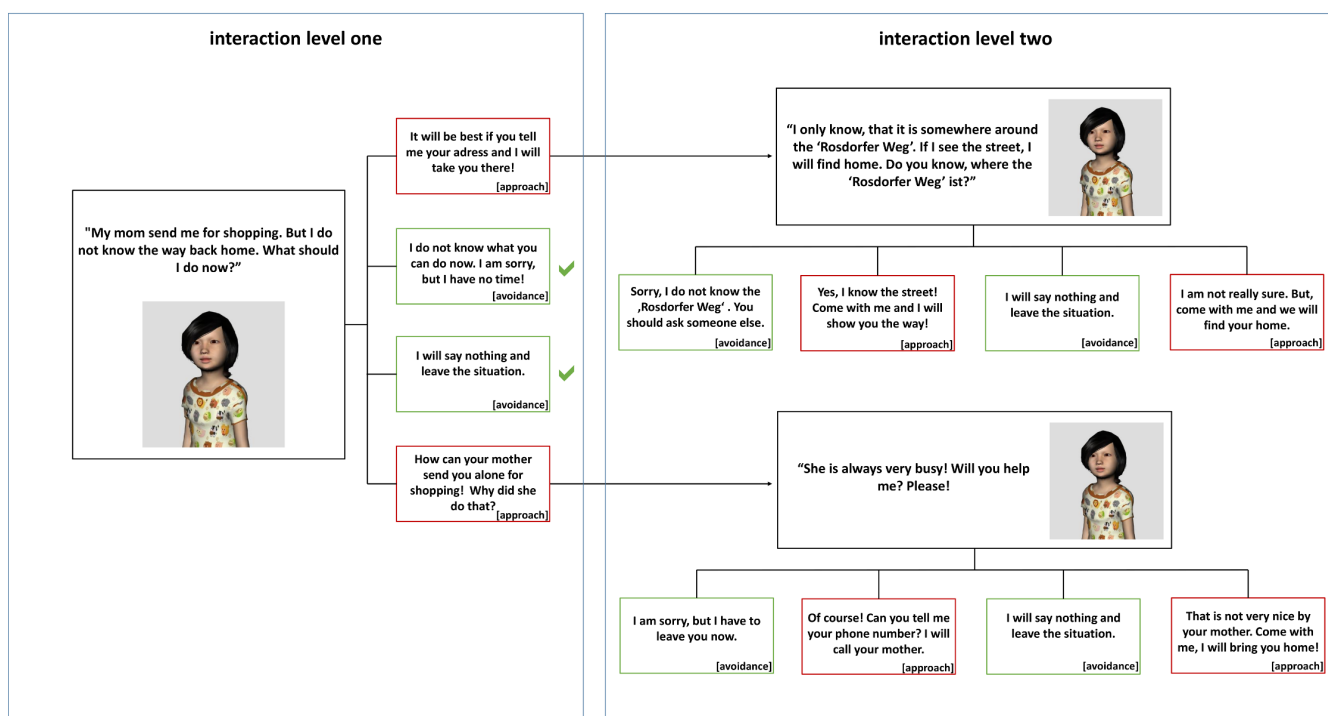 interaction level one
"My mom send me for shopping. But I do
not know the way back home. What should
I do now?”
It will be best if you tell
me your adress and I will
take you there!
[approach]
I do not know what you
can do now. I am sorry,
but I have no time!
[avoidance]
I will say nothing and
leave the situation.
[avoidance]
How can your mother
send you alone for
shopping!  Why did she
do that?
[approach]
interaction level two
“I only know, that it is somewhere around
the ‘Rosdorfer Weg’. If I see the street, I
will find home. Do you know, where the
‘Rosdorfer Weg’ ist?”
Sorry, I do not know the
‚Rosdorfer Weg‘ . You
should ask someone else.
[avoidance]
Yes, I know the street!
Come with me and I will
show you the way!
[approach]
I will say nothing and
leave the situation.
[avoidance]
I am not really sure. But,
come with me and we will
find your home.
[approach]
“She is always very busy! Will you help
me? Please!
I am sorry, but I have to
leave you now.
[avoidance]
Of course! Can you tell me
your phone number? I will
call your mother.
[approach]
I will say nothing and
leave the situation.
[avoidance]
That is not very nice by
your mother. Come with
me, I will bring you home!
[approach]